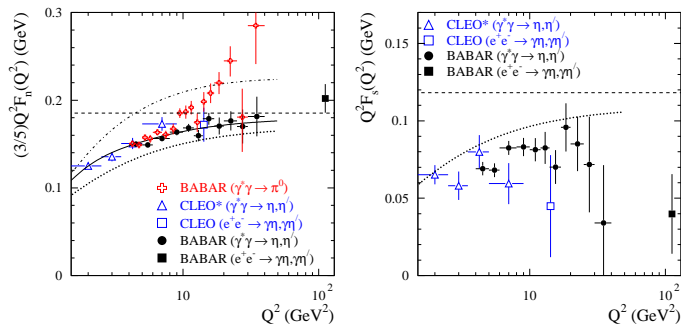 (3/5)Q²Fₙ(Q²) (GeV)
0.3
0.2
0.1
0
BABAR (γ*γ → π⁰)
CLEO* (γ*γ → η,η′)
CLEO (e⁺e⁻ → γη,γη′)
BABAR (γ*γ → η,η′)
BABAR (e⁺e⁻ → γη,γη′)
10
10²
Q² (GeV²)
Q²Fₛ(Q²) (GeV)
0.15
0.1
0.05
0
CLEO* (γ*γ → η,η′)
CLEO (e⁺e⁻ → γη,γη′)
BABAR (γ*γ → η,η′)
BABAR (e⁺e⁻ → γη,γη′)
10
10²
Q² (GeV²)